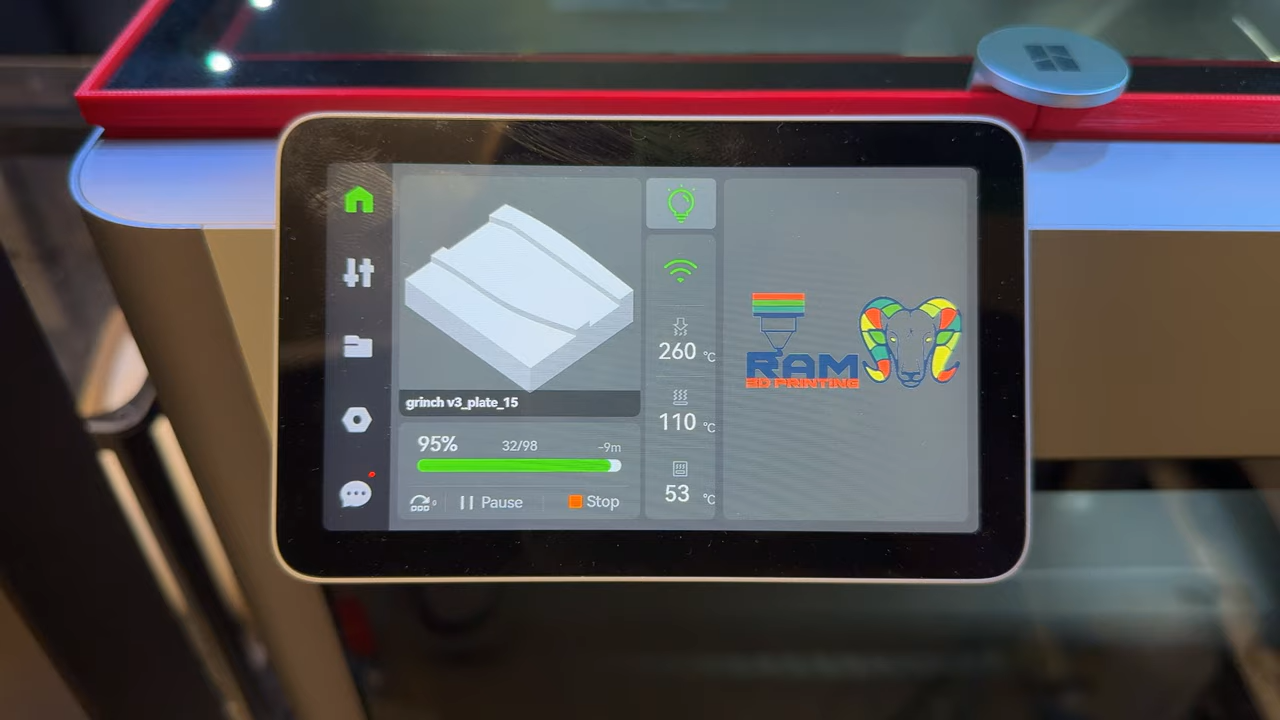 grinch v3_plate_15
95%
32/98
-9m
Pause
Stop
260 °C
110 °C
53 °C
RAM
3D PRINTING